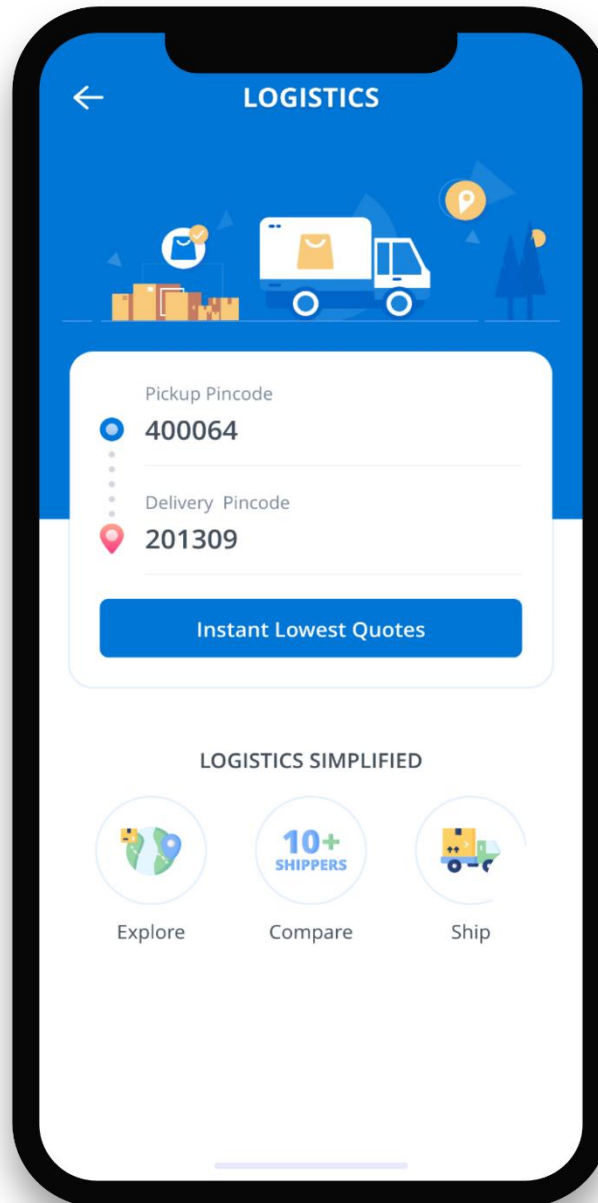 LOGISTICS
Pickup Pincode
400064
Delivery Pincode
201309
Instant Lowest Quotes
LOGISTICS SIMPLIFIED
10+
SHIPPERS
Explore
Compare
Ship